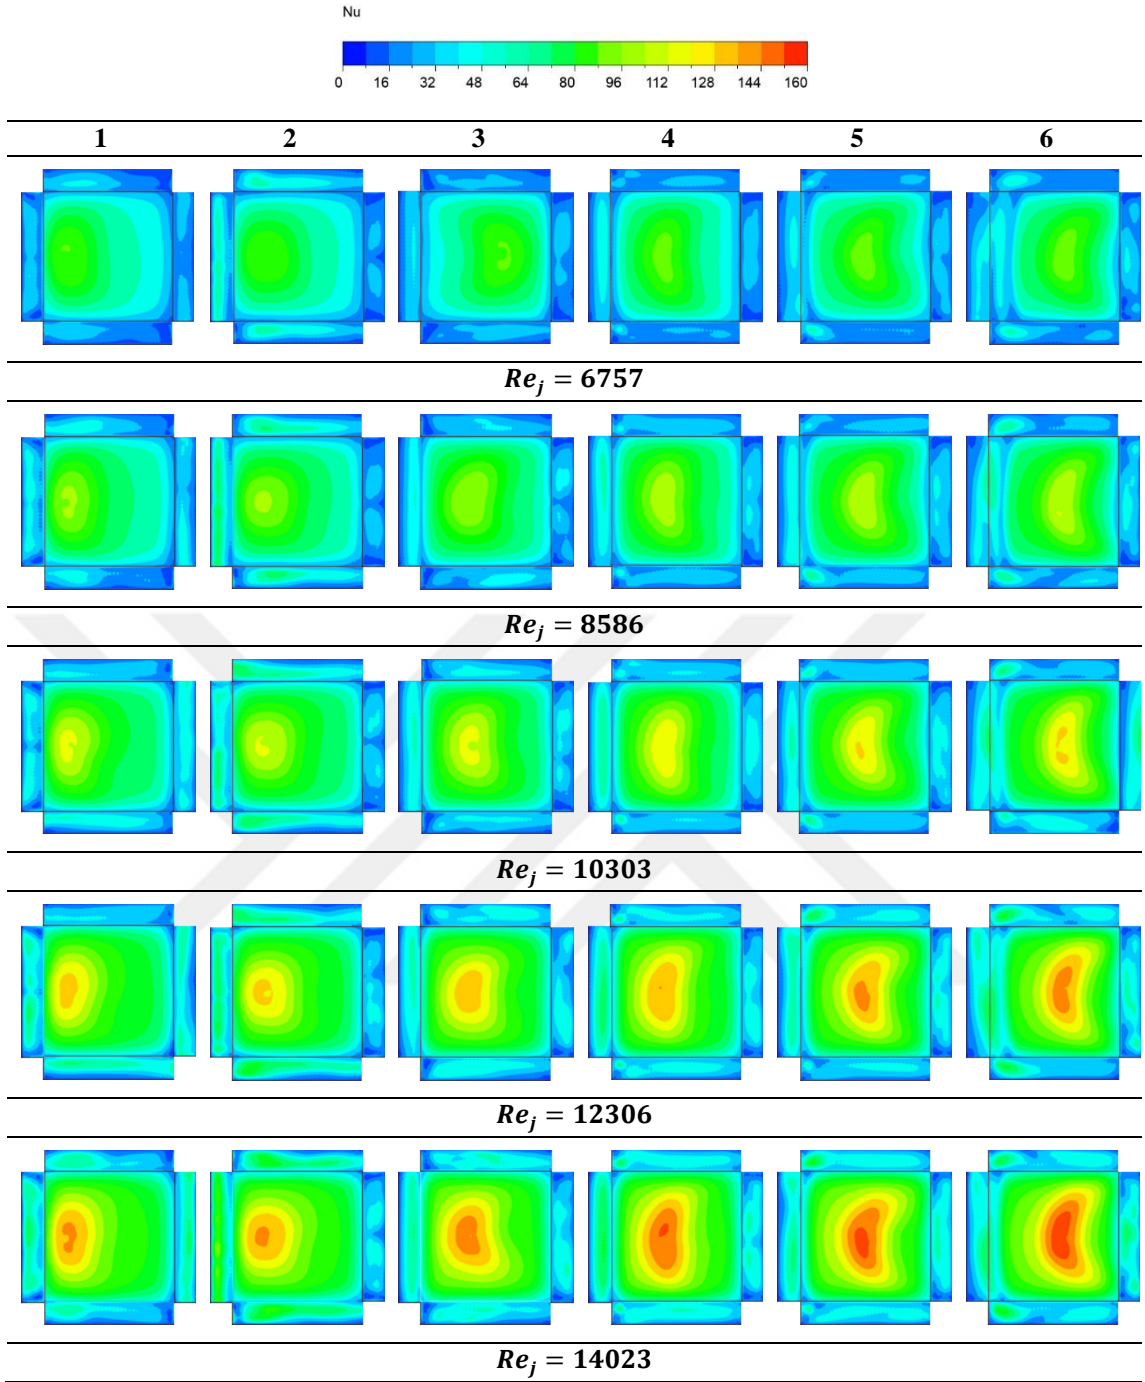 Nu
0 16 32 48 64 80 96 112 128 144 160
1 2 3 4 5 6
Re_j = 6757
Re_j = 8586
Re_j = 10303
Re_j = 12306
Re_j = 14023